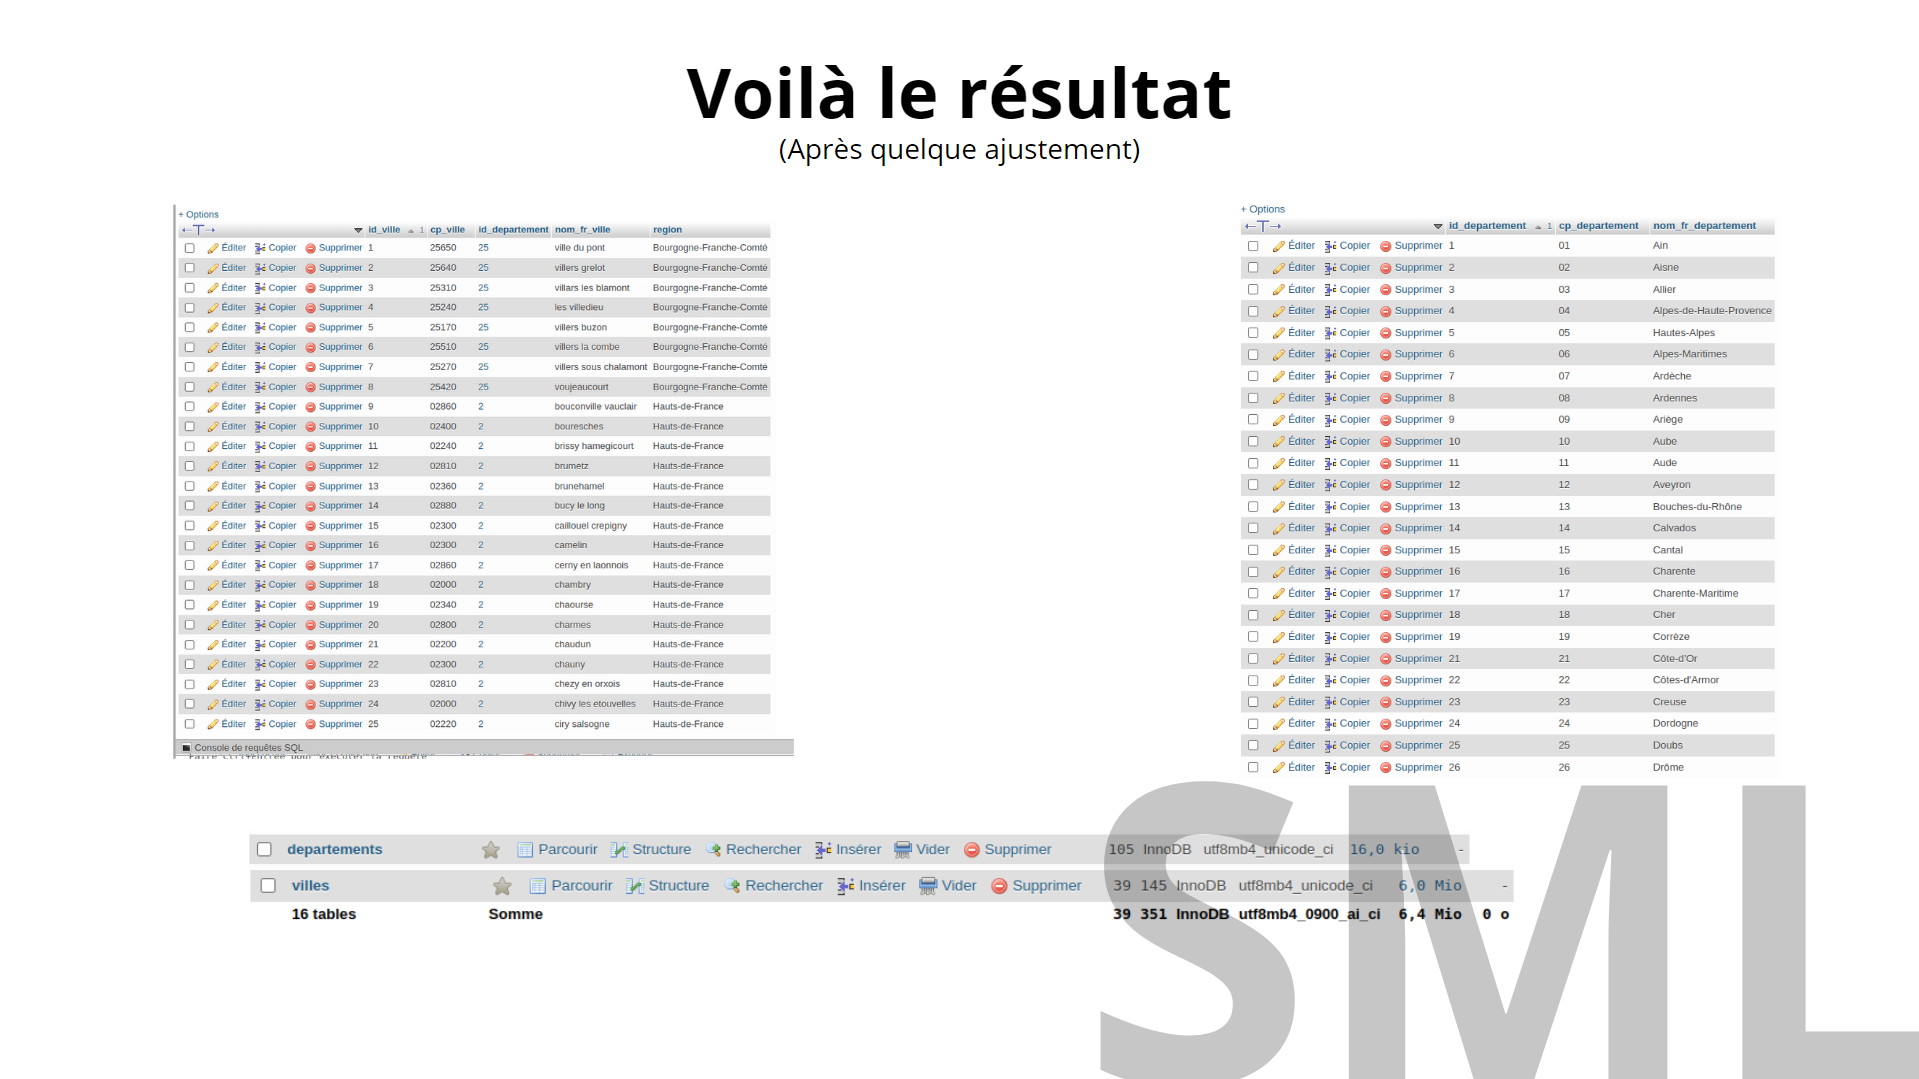 Voilà le résultat
(Après quelque ajustement)
+ Options
id_ville 1 cp_ville id_departement nom_fr_ville region
Éditer Copier Supprimer 1 25650 25 ville du pont Bourgogne-Franche-Comté
Éditer Copier Supprimer 2 25640 25 villers grelot Bourgogne-Franche-Comté
Éditer Copier Supprimer 3 25310 25 villars les blamont Bourgogne-Franche-Comté
Éditer Copier Supprimer 4 25240 25 les villedieu Bourgogne-Franche-Comté
Éditer Copier Supprimer 5 25170 25 villers buzon Bourgogne-Franche-Comté
Éditer Copier Supprimer 6 25510 25 villers la combe Bourgogne-Franche-Comté
Éditer Copier Supprimer 7 25270 25 villers sous chalamont Bourgogne-Franche-Comté
Éditer Copier Supprimer 8 25420 25 voujeaucourt Bourgogne-Franche-Comté
Éditer Copier Supprimer 9 02860 2 bouconville vauclair Hauts-de-France
Éditer Copier Supprimer 10 02400 2 bouresches Hauts-de-France
Éditer Copier Supprimer 11 02240 2 brissy hamegicourt Hauts-de-France
Éditer Copier Supprimer 12 02810 2 brumetz Hauts-de-France
Éditer Copier Supprimer 13 02360 2 brunehamel Hauts-de-France
Éditer Copier Supprimer 14 02880 2 bucy le long Hauts-de-France
Éditer Copier Supprimer 15 02300 2 caillouel crepigny Hauts-de-France
Éditer Copier Supprimer 16 02300 2 camelin Hauts-de-France
Éditer Copier Supprimer 17 02860 2 cerny en laonnois Hauts-de-France
Éditer Copier Supprimer 18 02000 2 chambry Hauts-de-France
Éditer Copier Supprimer 19 02340 2 chaourse Hauts-de-France
Éditer Copier Supprimer 20 02800 2 charmes Hauts-de-France
Éditer Copier Supprimer 21 02200 2 chaudun Hauts-de-France
Éditer Copier Supprimer 22 02300 2 chauny Hauts-de-France
Éditer Copier Supprimer 23 02810 2 chezy en orxois Hauts-de-France
Éditer Copier Supprimer 24 02000 2 chivy les etouvelles Hauts-de-France
Éditer Copier Supprimer 25 02220 2 ciry salsogne Hauts-de-France
Console de requêtes SQL
+ Options
id_departement 1 cp_departement nom_fr_departement
Éditer Copier Supprimer 1 01 Ain
Éditer Copier Supprimer 2 02 Aisne
Éditer Copier Supprimer 3 03 Allier
Éditer Copier Supprimer 4 04 Alpes-de-Haute-Provence
Éditer Copier Supprimer 5 05 Hautes-Alpes
Éditer Copier Supprimer 6 06 Alpes-Maritimes
Éditer Copier Supprimer 7 07 Ardèche
Éditer Copier Supprimer 8 08 Ardennes
Éditer Copier Supprimer 9 09 Ariège
Éditer Copier Supprimer 10 10 Aube
Éditer Copier Supprimer 11 11 Aude
Éditer Copier Supprimer 12 12 Aveyron
Éditer Copier Supprimer 13 13 Bouches-du-Rhône
Éditer Copier Supprimer 14 14 Calvados
Éditer Copier Supprimer 15 15 Cantal
Éditer Copier Supprimer 16 16 Charente
Éditer Copier Supprimer 17 17 Charente-Maritime
Éditer Copier Supprimer 18 18 Cher
Éditer Copier Supprimer 19 19 Corrèze
Éditer Copier Supprimer 21 21 Côte-d'Or
Éditer Copier Supprimer 22 22 Côtes-d'Armor
Éditer Copier Supprimer 23 23 Creuse
Éditer Copier Supprimer 24 24 Dordogne
Éditer Copier Supprimer 25 25 Doubs
Éditer Copier Supprimer 26 26 Drôme
departements Parcourir Structure Rechercher Insérer Vider Supprimer 105 InnoDB utf8mb4_unicode_ci 16,0 kio -
villes Parcourir Structure Rechercher Insérer Vider Supprimer 39 145 InnoDB utf8mb4_unicode_ci 6,0 Mio -
16 tables Somme 39 351 InnoDB utf8mb4_0900_ai_ci 6,4 Mio 0 o
SML